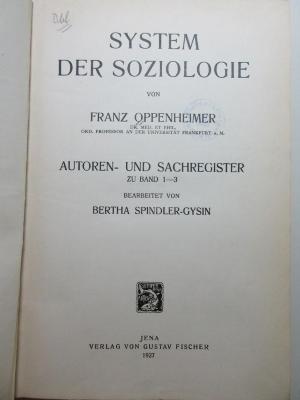 SYSTEM
DER SOZIOLOGIE
VON
FRANZ OPPENHEIMER
DR. MED. ET PHIL.,
ORD. PROFESSOR AN DER UNIVERSITÄT FRANKFURT A. M.
AUTOREN- UND SACHREGISTER
ZU BAND 1—3
BEARBEITET VON
BERTHA SPINDLER-GYSIN
JENA
VERLAG VON GUSTAV FISCHER
1927